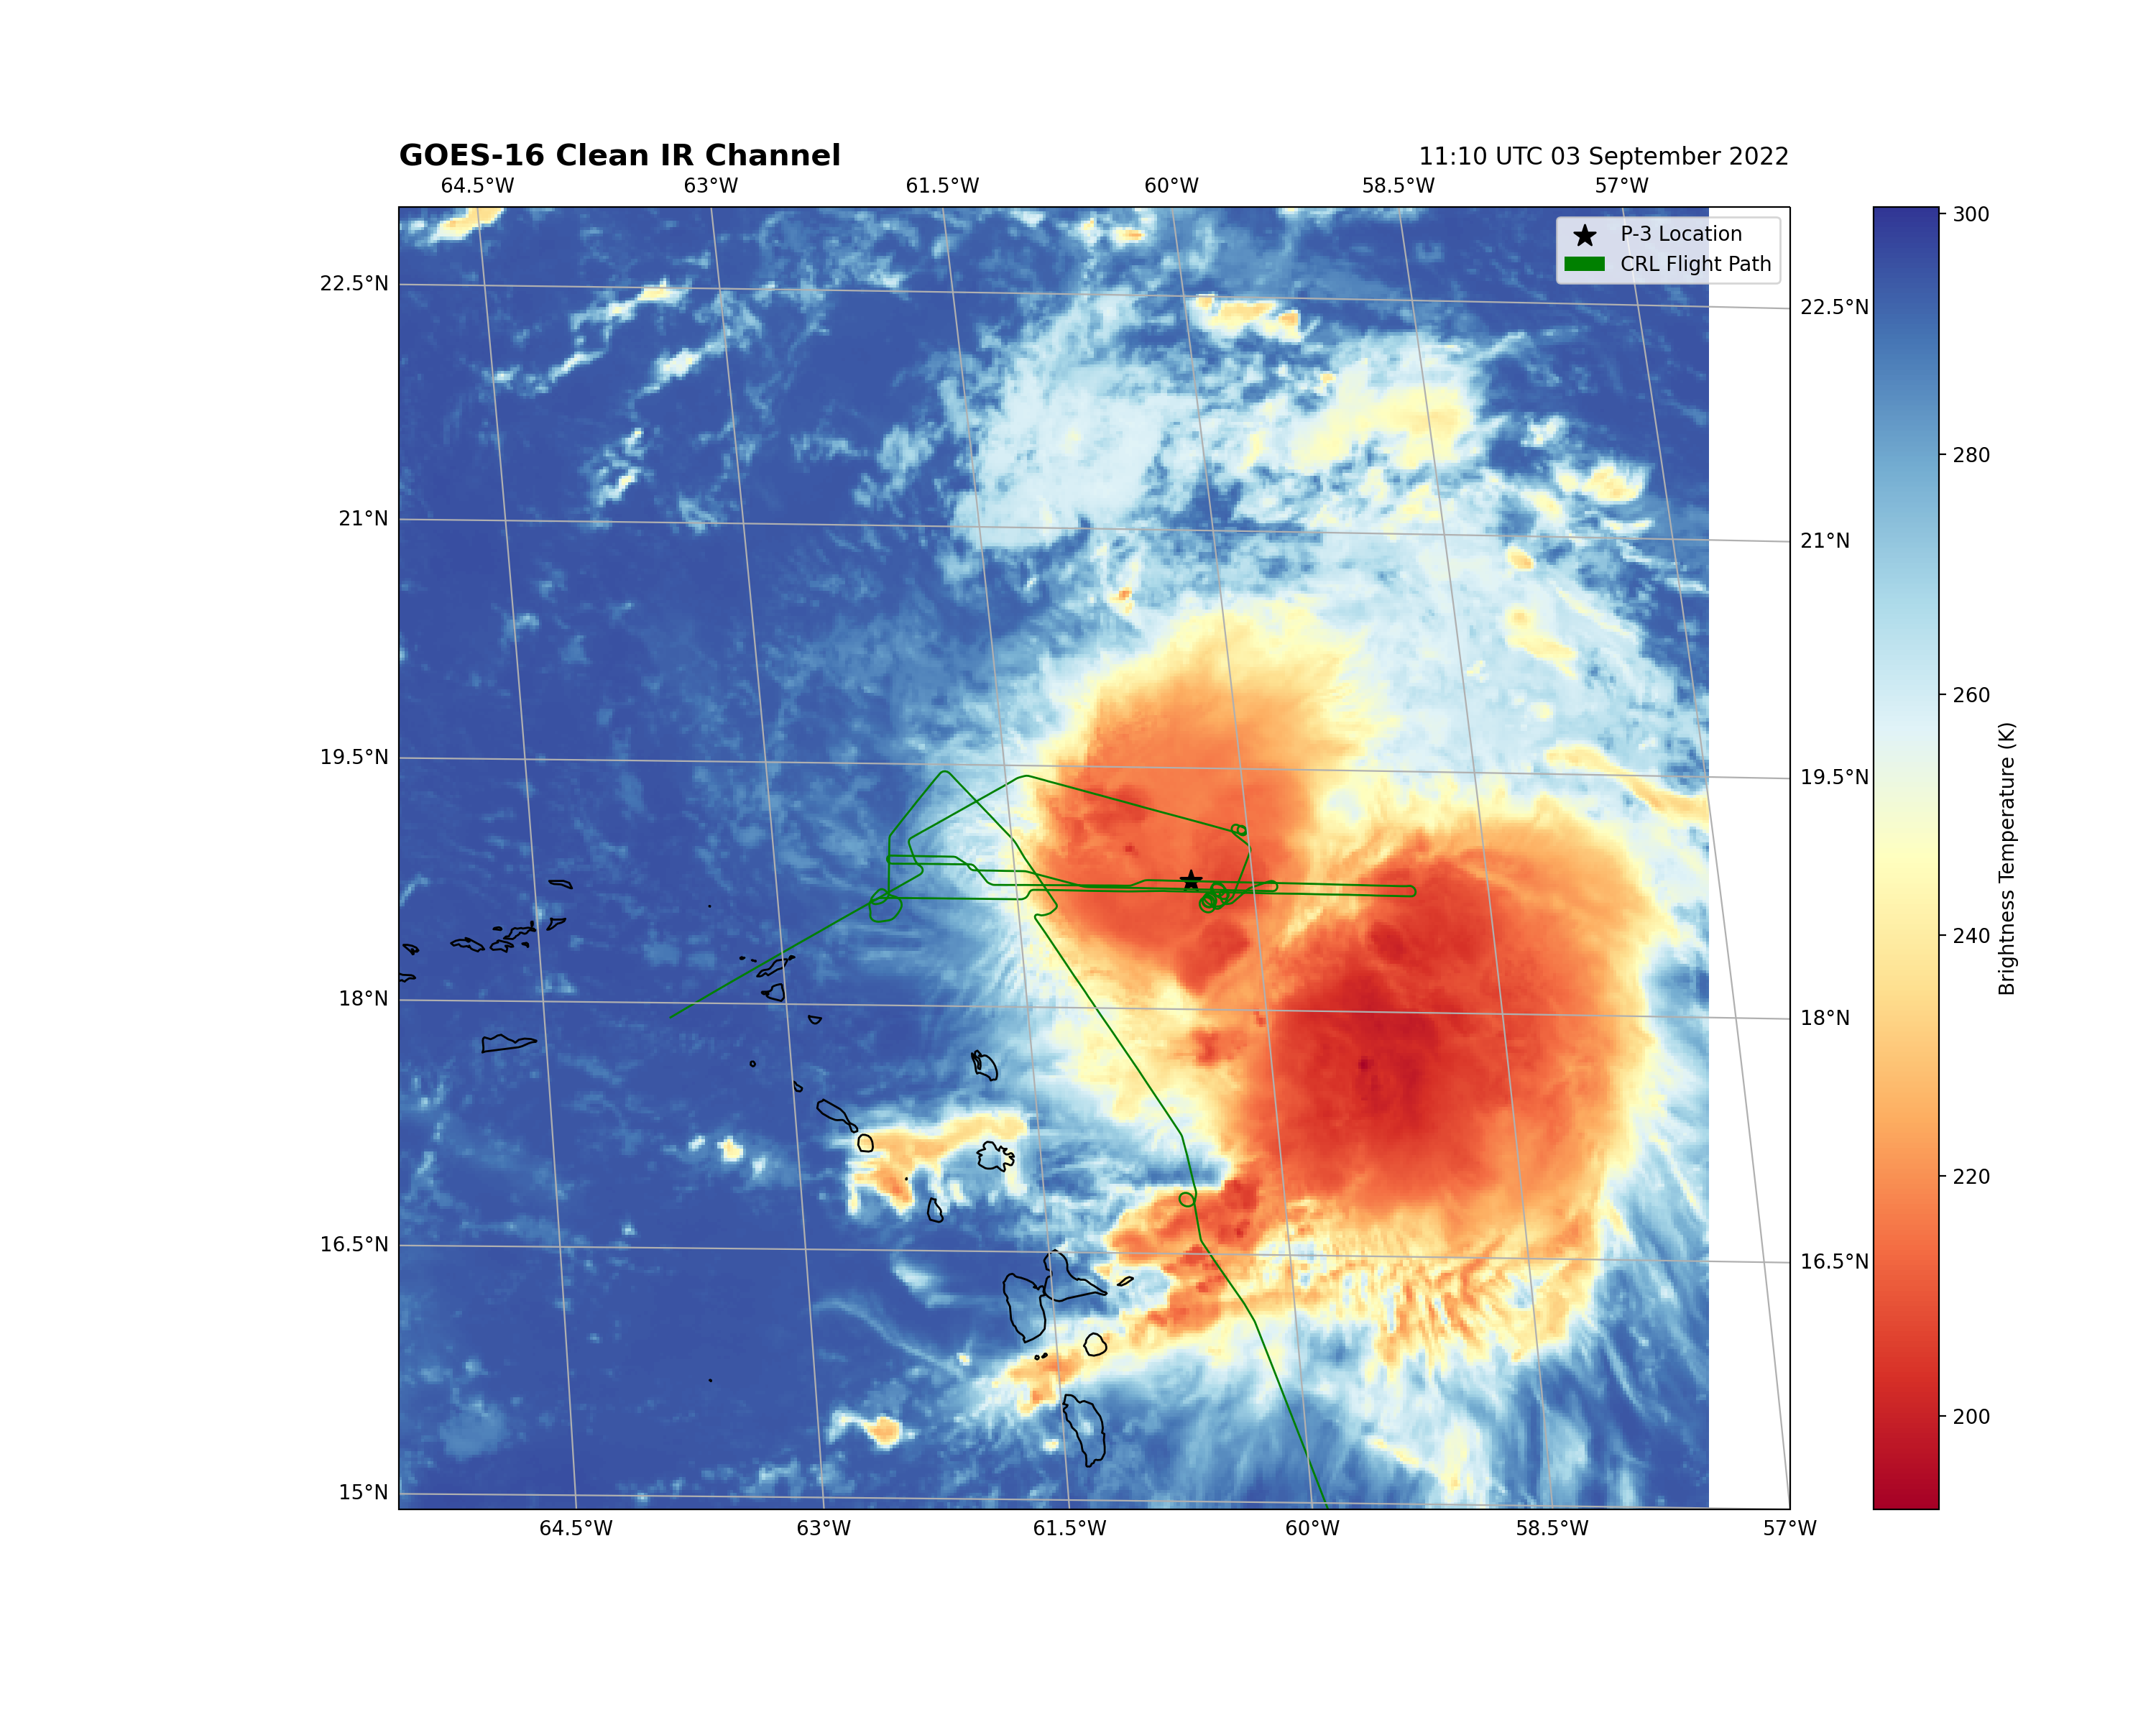 GOES-16 Clean IR Channel
11:10 UTC 03 September 2022
64.5°W 63°W 61.5°W 60°W 58.5°W 57°W
P-3 Location
CRL Flight Path
22.5°N
21°N
19.5°N
18°N
16.5°N
15°N
22.5°N
21°N
19.5°N
18°N
16.5°N
64.5°W 63°W 61.5°W 60°W 58.5°W 57°W
300
280
260
240
220
200
Brightness Temperature (K)